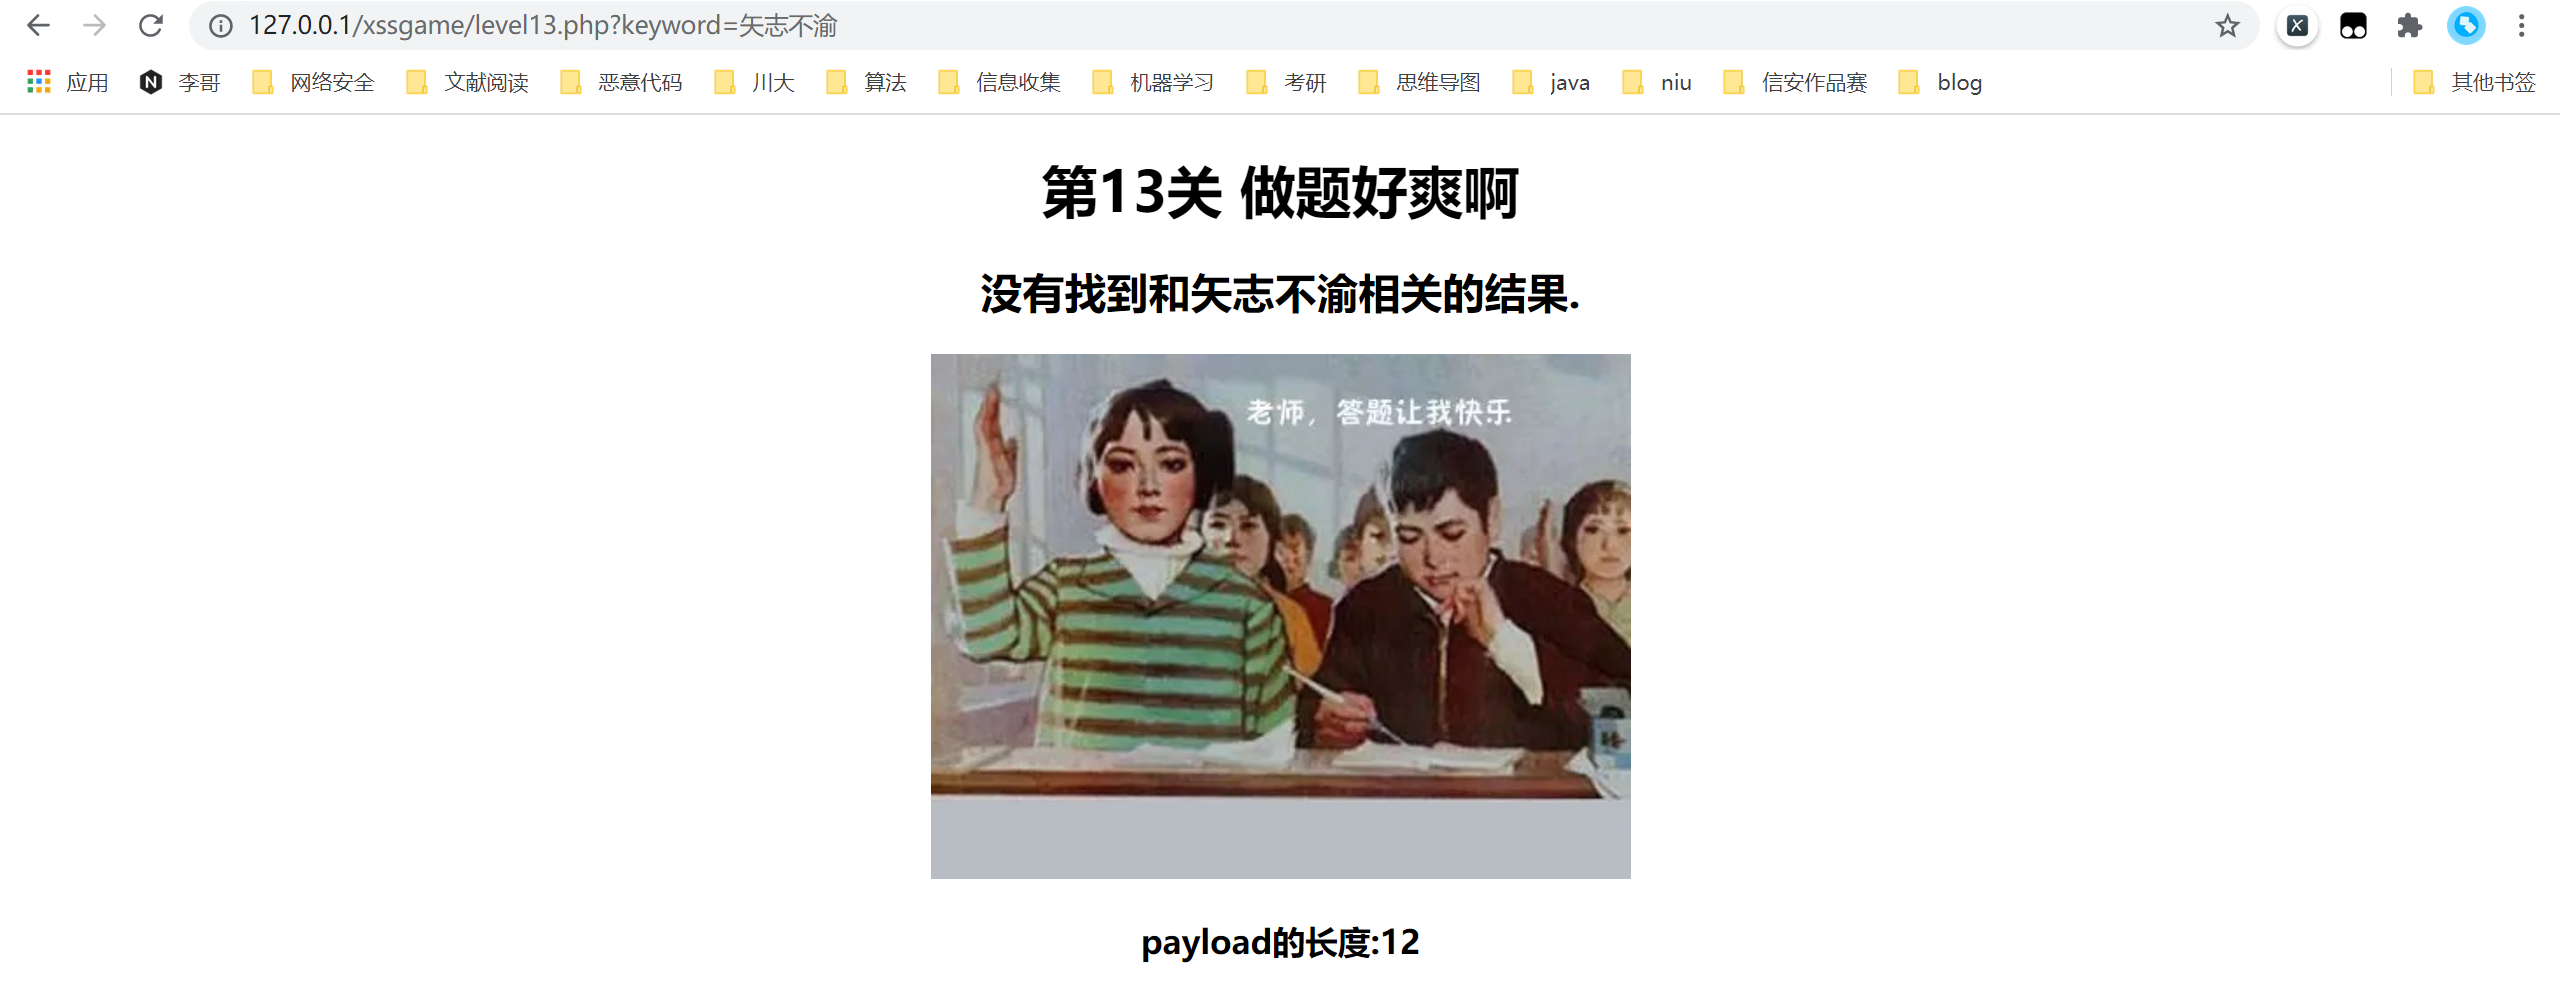 127.0.0.1/xssgame/level13.php?keyword=矢志不渝
应用 李哥 网络安全 文献阅读 恶意代码 川大 算法 信息收集 机器学习 考研 思维导图 java niu 信安作品赛 blog 其他书签
第13关 做题好爽啊
没有找到和矢志不渝相关的结果.
老师，答题让我快乐
payload的长度:12